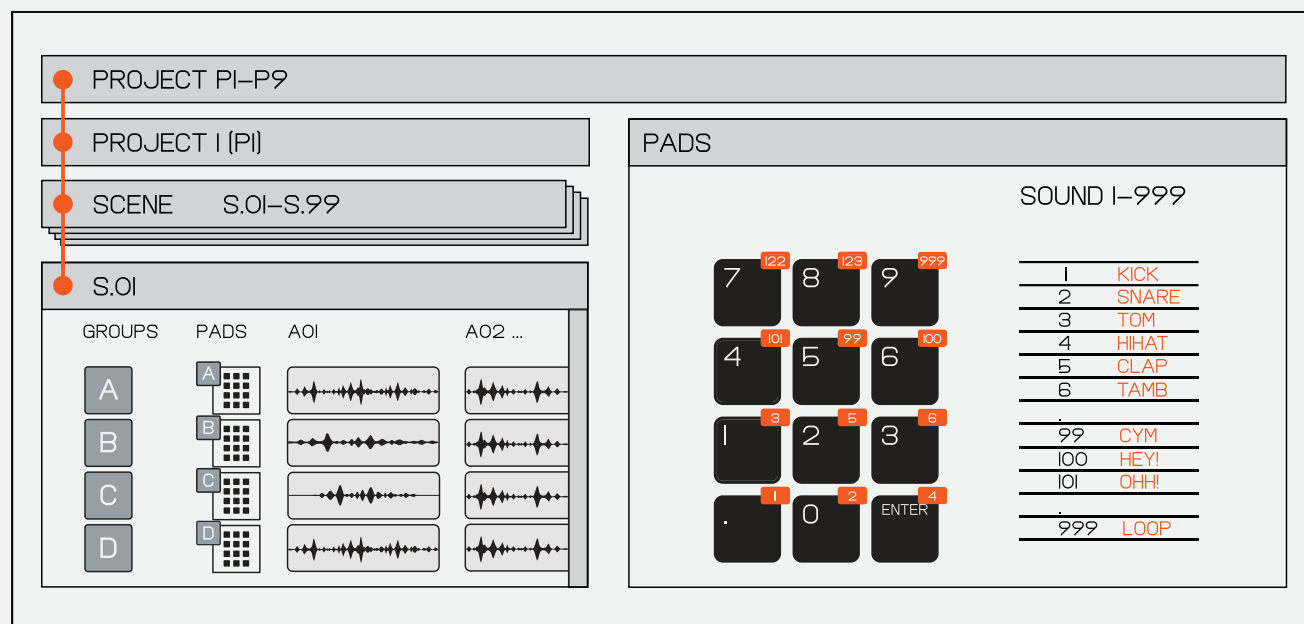 PROJECT P1–P9
PROJECT 1 (P1)
SCENE S.01–S.99
S.01
GROUPS PADS A01 A02 ...
A A
B B
C C
D D
PADS
SOUND 1–999
7 122 8 123 9 999
4 101 5 99 6 100
1 3 2 5 3 6
. 1 0 2 ENTER 4
1 KICK
2 SNARE
3 TOM
4 HIHAT
5 CLAP
6 TAMB
.
99 CYM
100 HEY!
101 OHH!
.
999 LOOP